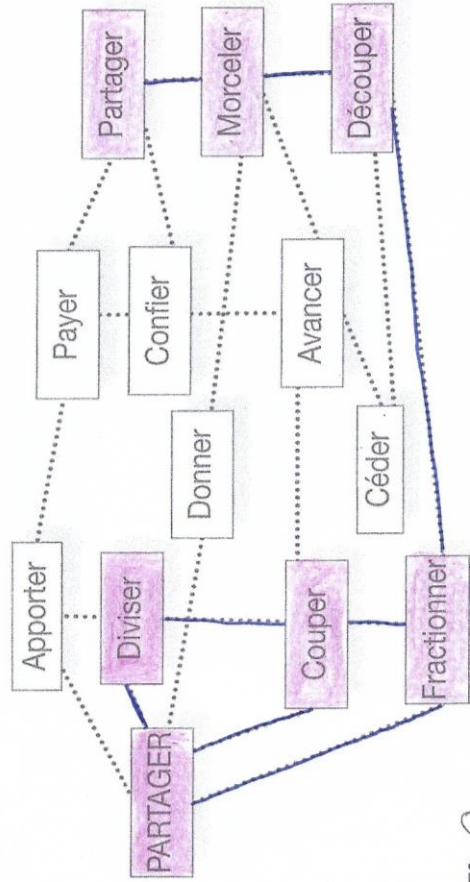 Apporter
Payer
Partager
Diviser
Confier
PARTAGER
Donner
Morceler
Couper
Avancer
Céder
Découper
Fractionner